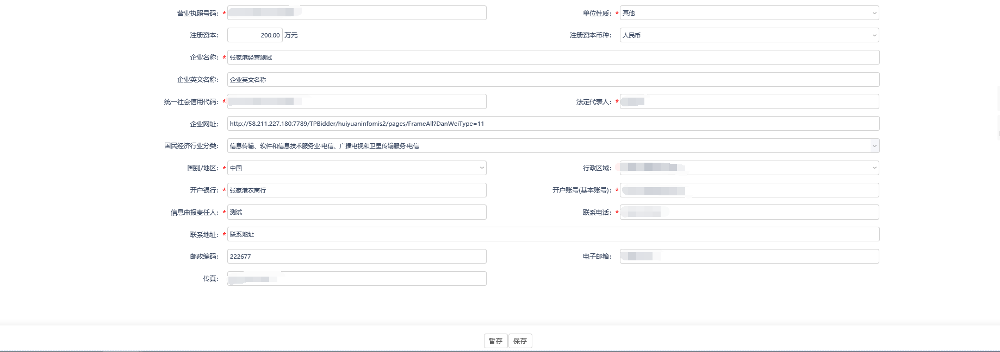 营业执照号码: * 单位性质: * 其他
注册资本: 200.00 万元 注册资本币种: 人民币
企业名称: * 张家港经营测试
企业英文名称: 企业英文名称
统一社会信用代码: * 法定代表人: *
企业网址: http://58.211.227.180:7789/TPBidder/huiyuaninfomis2/pages/FrameAll?DanWeiType=11
国民经济行业分类: 信息传输、软件和信息技术服务业·电信、广播电视和卫星传输服务·电信
国别/地区: * 中国 行政区域:
开户银行: * 张家港农商行 开户账号(基本账号): *
信息申报责任人: * 测试 联系电话: *
联系地址: * 联系地址
邮政编码: 222677 电子邮箱:
传真:
暂存 保存